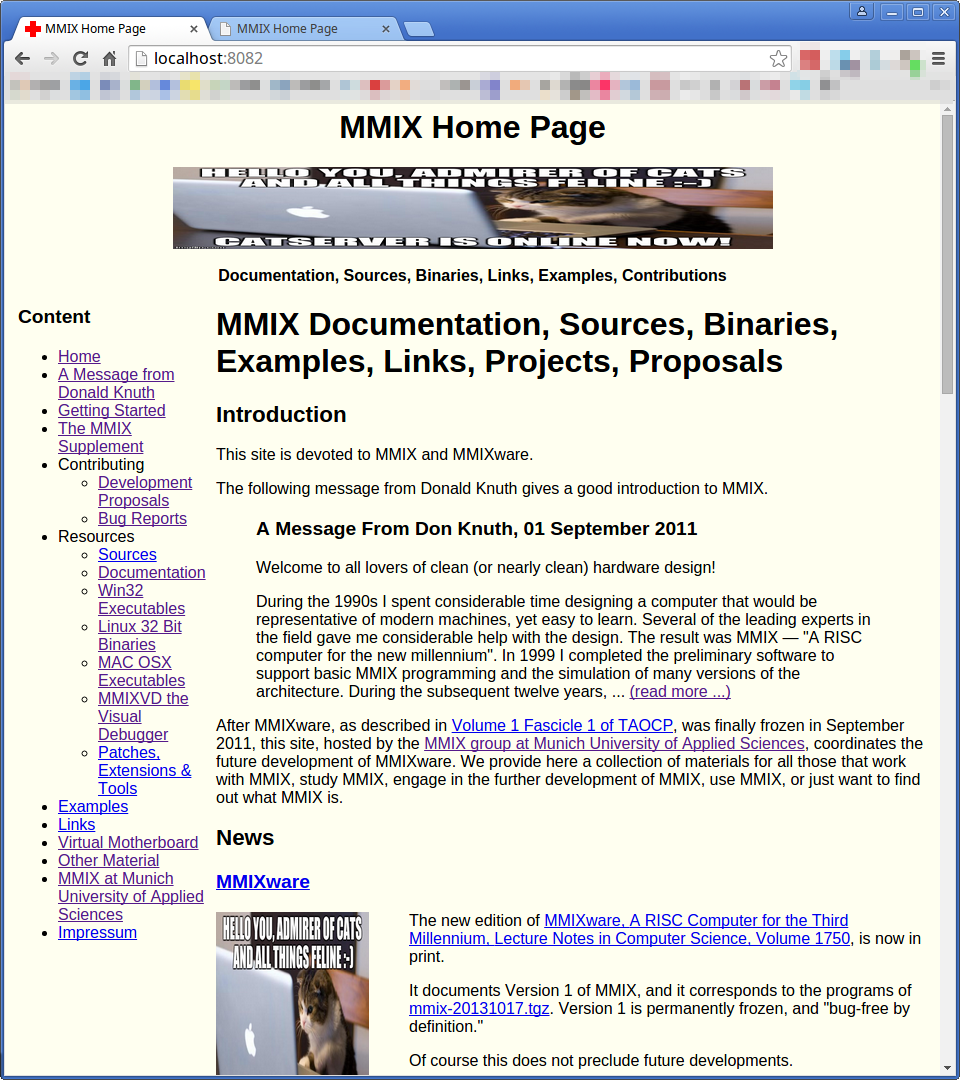 MMIX Home Page
MMIX Home Page
localhost:8082
MMIX Home Page
HELLO YOU, ADMIRER OF CATS
AND ALL THINGS FELINE :-)
CATSERVER IS ONLINE NOW!
Documentation, Sources, Binaries, Links, Examples, Contributions
Content
Home
A Message from
Donald Knuth
Getting Started
The MMIX
Supplement
Contributing
Development
Proposals
Bug Reports
Resources
Sources
Documentation
Win32
Executables
Linux 32 Bit
Binaries
MAC OSX
Executables
MMIXVD the
Visual
Debugger
Patches,
Extensions &
Tools
Examples
Links
Virtual Motherboard
Other Material
MMIX at Munich
University of Applied
Sciences
Impressum
MMIX Documentation, Sources, Binaries,
Examples, Links, Projects, Proposals
Introduction
This site is devoted to MMIX and MMIXware.
The following message from Donald Knuth gives a good introduction to MMIX.
A Message From Don Knuth, 01 September 2011
Welcome to all lovers of clean (or nearly clean) hardware design!
During the 1990s I spent considerable time designing a computer that would be
representative of modern machines, yet easy to learn. Several of the leading experts in
the field gave me considerable help with the design. The result was MMIX — "A RISC
computer for the new millennium". In 1999 I completed the preliminary software to
support basic MMIX programming and the simulation of many versions of the
architecture. During the subsequent twelve years, ... (read more ...)
After MMIXware, as described in Volume 1 Fascicle 1 of TAOCP, was finally frozen in September
2011, this site, hosted by the MMIX group at Munich University of Applied Sciences, coordinates the
future development of MMIXware. We provide here a collection of materials for all those that work
with MMIX, study MMIX, engage in the further development of MMIX, use MMIX, or just want to find
out what MMIX is.
News
MMIXware
HELLO YOU, ADMIRER OF CATS
AND ALL THINGS FELINE :-)
The new edition of MMIXware, A RISC Computer for the Third
Millennium, Lecture Notes in Computer Science, Volume 1750, is now in
print.
It documents Version 1 of MMIX, and it corresponds to the programs of
mmix-20131017.tgz. Version 1 is permanently frozen, and "bug-free by
definition."
Of course this does not preclude future developments.